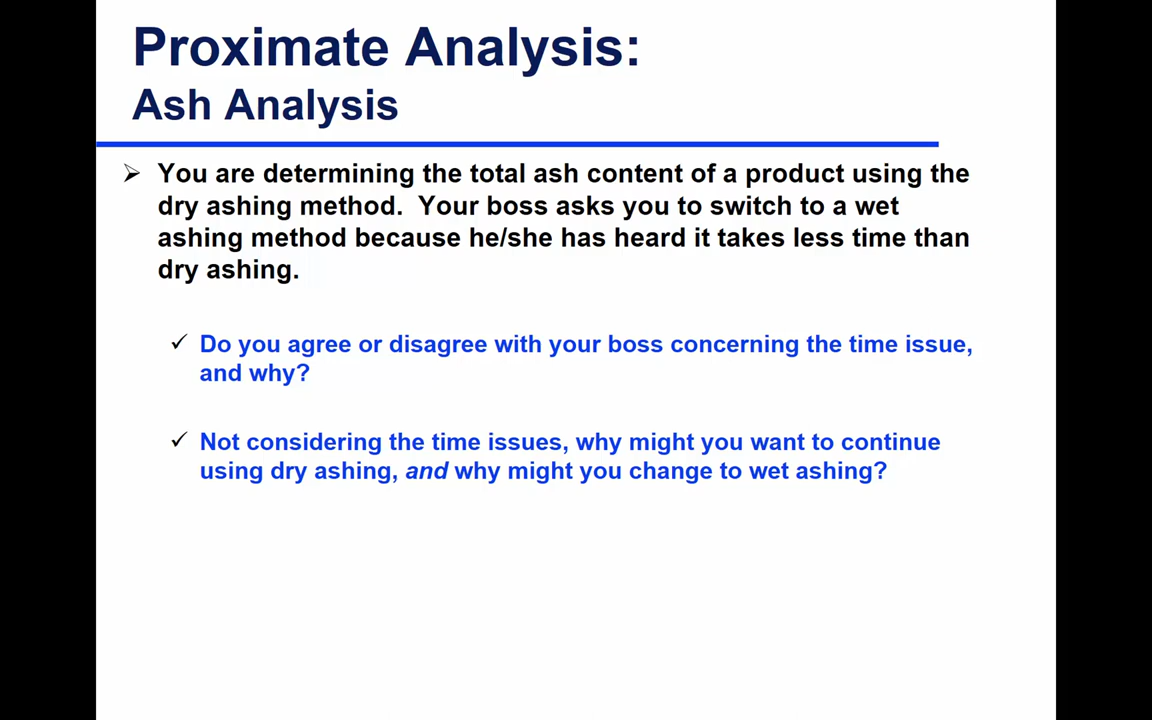 Proximate Analysis:
Ash Analysis
➢ You are determining the total ash content of a product using the
dry ashing method.  Your boss asks you to switch to a wet
ashing method because he/she has heard it takes less time than
dry ashing.
✓ Do you agree or disagree with your boss concerning the time issue,
and why?
✓ Not considering the time issues, why might you want to continue
using dry ashing, and why might you change to wet ashing?